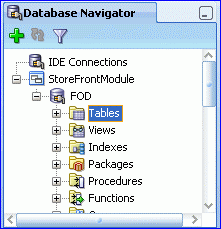 Database Navigator
IDE Connections
StoreFrontModule
FOD
Tables
Views
Indexes
Packages
Procedures
Functions